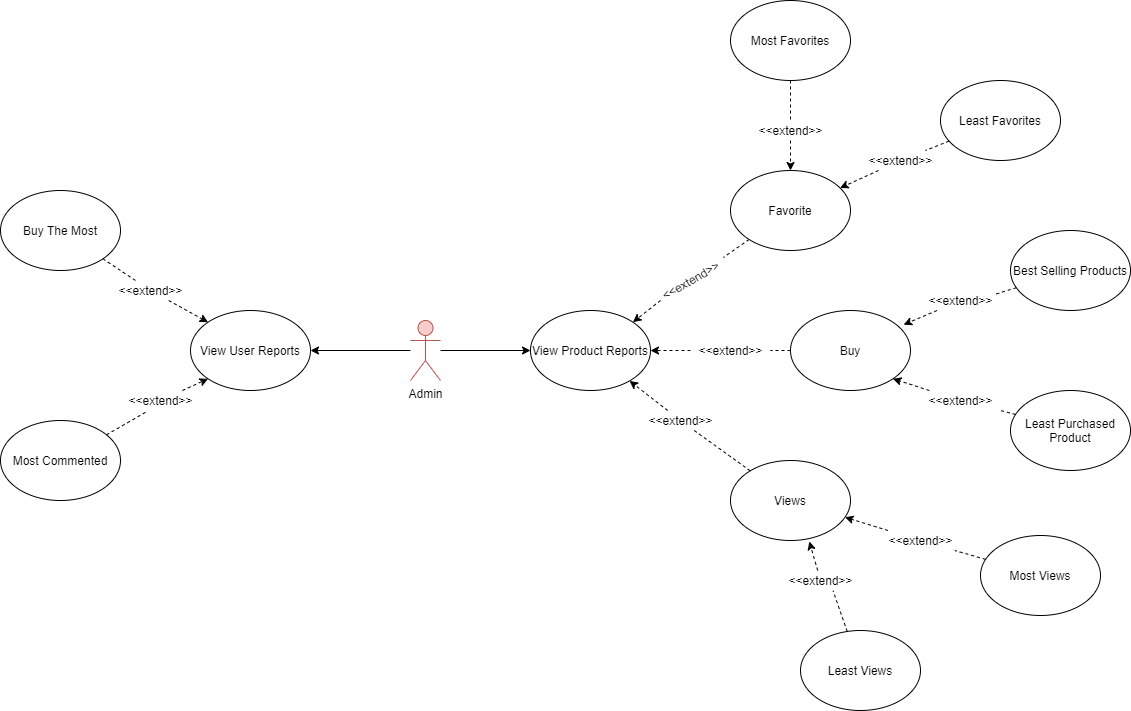 Most Favorites
<<extend>>
Least Favorites
<<extend>>
Favorite
<<extend>>
Buy The Most
<<extend>>
Most Commented
<<extend>>
View User Reports
Admin
View Product Reports
<<extend>>
Buy
<<extend>>
Best Selling Products
<<extend>>
Least Purchased
Product
<<extend>>
Views
<<extend>>
Most Views
<<extend>>
Least Views